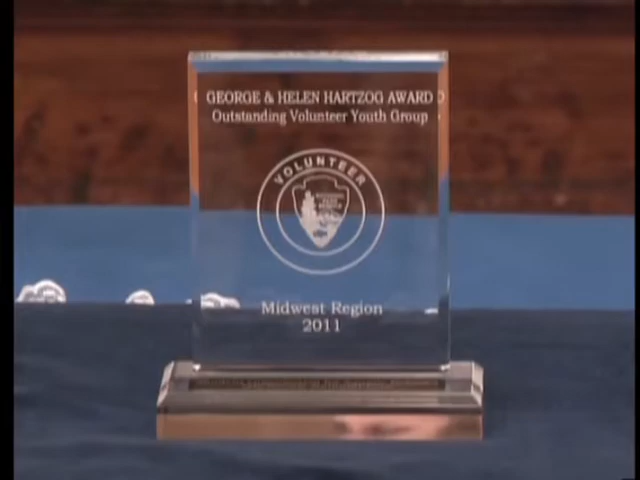 GEORGE & HELEN HARTZOG AWARD
Outstanding Volunteer Youth Group
VOLUNTEER
Midwest Region
2011